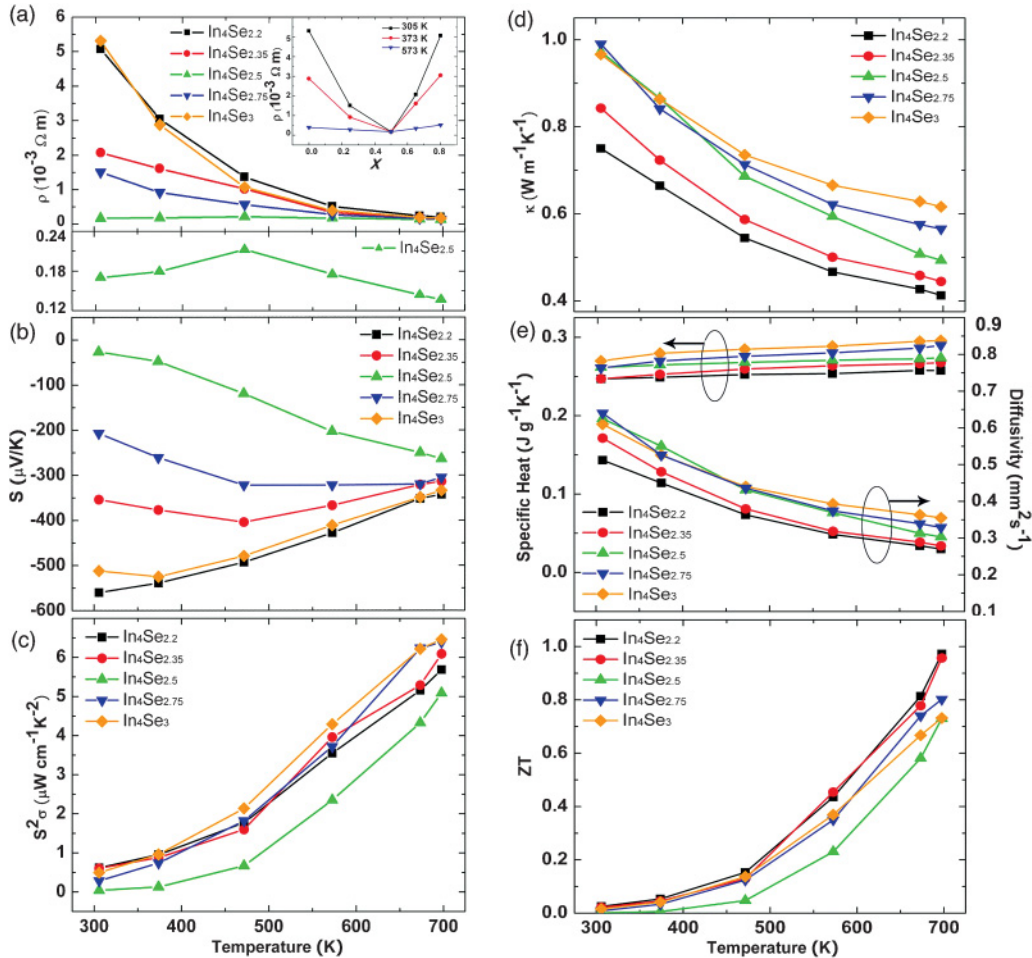 (a)
6
5
4
3
2
1
0
ρ (10⁻³ Ω m)
In₄Se₂.₂
In₄Se₂.₃₅
In₄Se₂.₅
In₄Se₂.₇₅
In₄Se₃
305 K
373 K
573 K
5
4
3
2
1
0
ρ (10⁻³ Ω m)
0.0 0.2 0.4 0.6 0.8
X
0.24
0.18
0.12
In₄Se₂.₅
(b)
0
-100
-200
-300
-400
-500
-600
S (μV/K)
In₄Se₂.₂
In₄Se₂.₃₅
In₄Se₂.₅
In₄Se₂.₇₅
In₄Se₃
(c)
6
5
4
3
2
1
0
S²σ (μW cm⁻¹K⁻²)
In₄Se₂.₂
In₄Se₂.₃₅
In₄Se₂.₅
In₄Se₂.₇₅
In₄Se₃
300 400 500 600 700
Temperature (K)
(d)
1.0
0.8
0.6
0.4
κ (W m⁻¹K⁻¹)
In₄Se₂.₂
In₄Se₂.₃₅
In₄Se₂.₅
In₄Se₂.₇₅
In₄Se₃
(e)
0.3
0.2
0.1
0.0
Specific Heat (J g⁻¹K⁻¹)
In₄Se₂.₂
In₄Se₂.₃₅
In₄Se₂.₅
In₄Se₂.₇₅
In₄Se₃
0.9
0.8
0.7
0.6
0.5
0.4
0.3
0.2
0.1
Diffusivity (mm²s⁻¹)
(f)
1.0
0.8
0.6
0.4
0.2
0.0
ZT
In₄Se₂.₂
In₄Se₂.₃₅
In₄Se₂.₅
In₄Se₂.₇₅
In₄Se₃
300 400 500 600 700
Temperature (K)